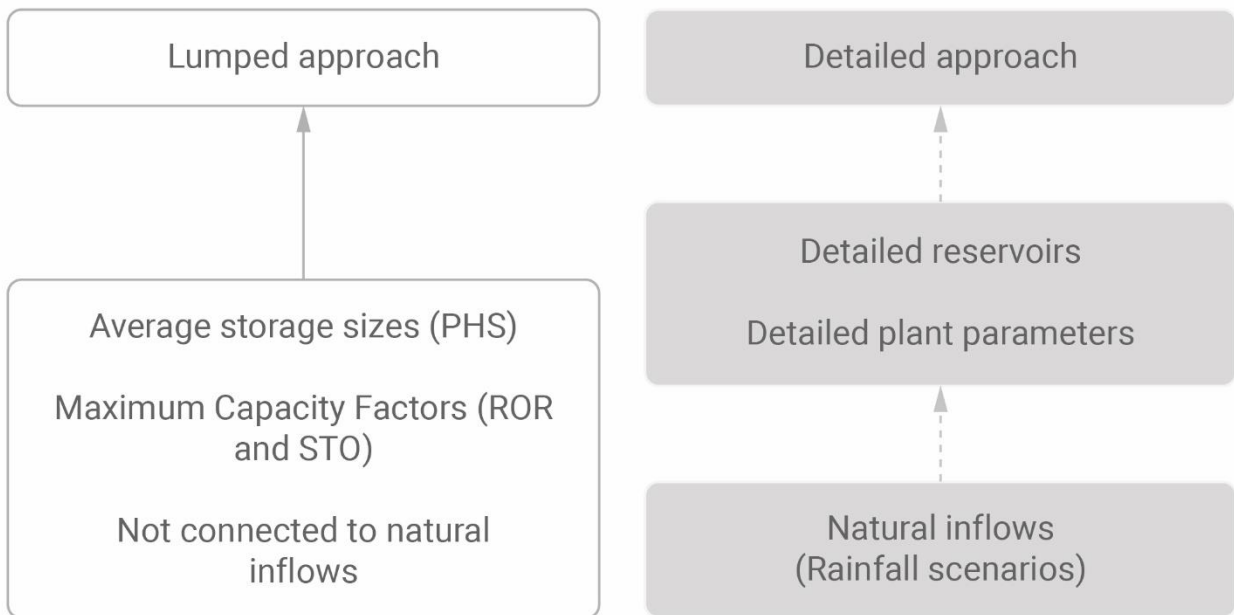 Lumped approach
Average storage sizes (PHS)
Maximum Capacity Factors (ROR
and STO)
Not connected to natural
inflows
Detailed approach
Detailed reservoirs
Detailed plant parameters
Natural inflows
(Rainfall scenarios)